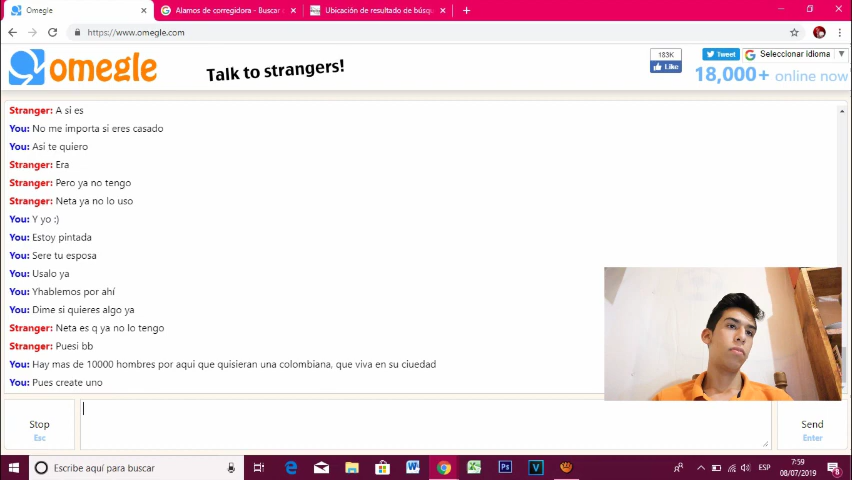 Omegle
Alamos de corregidora - Buscar
Ubicación de resultado de búsqu
https://www.omegle.com
omegle
Talk to strangers!
183K
Like
Tweet
Seleccionar idioma
18,000+ online now
Stranger: A si es
You: No me importa si eres casado
You: Asi te quiero
Stranger: Era
Stranger: Pero ya no tengo
Stranger: Neta ya no lo uso
You: Y yo :)
You: Estoy pintada
You: Sere tu esposa
You: Usalo ya
You: Yhablemos por ahí
You: Dime si quieres algo ya
Stranger: Neta es q ya no lo tengo
Stranger: Puesi bb
You: Hay mas de 10000 hombres por aqui que quisieran una colombiana, que viva en su ciuedad
You: Pues create uno
Stop
Esc
Send
Enter
Escribe aquí para buscar
ESP
7:59
08/07/2019
8